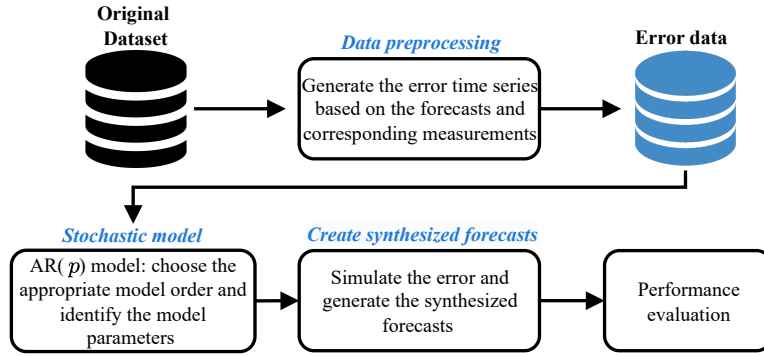 Original
Dataset
Data preprocessing
Error data
Generate the error time series
based on the forecasts and
corresponding measurements
Stochastic model
Create synthesized forecasts
AR( p) model: choose the
appropriate model order and
identify the model
parameters
Simulate the error and
generate the synthesized
forecasts
Performance
evaluation